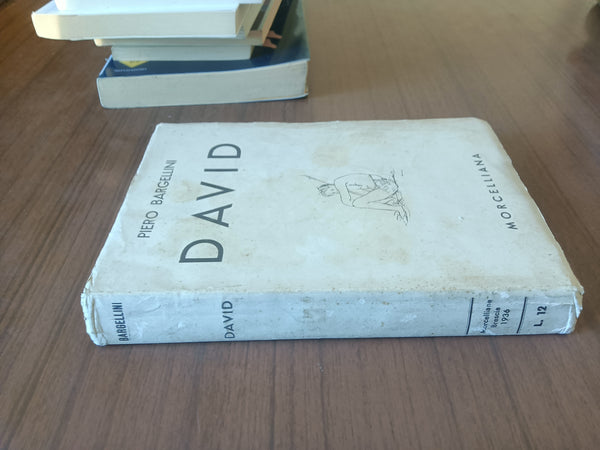 PIERO BARGELLINI
DAVID
MORCELLIANA
BARGELLINI
DAVID
Morcelliana
Brescia
1936
L. 12